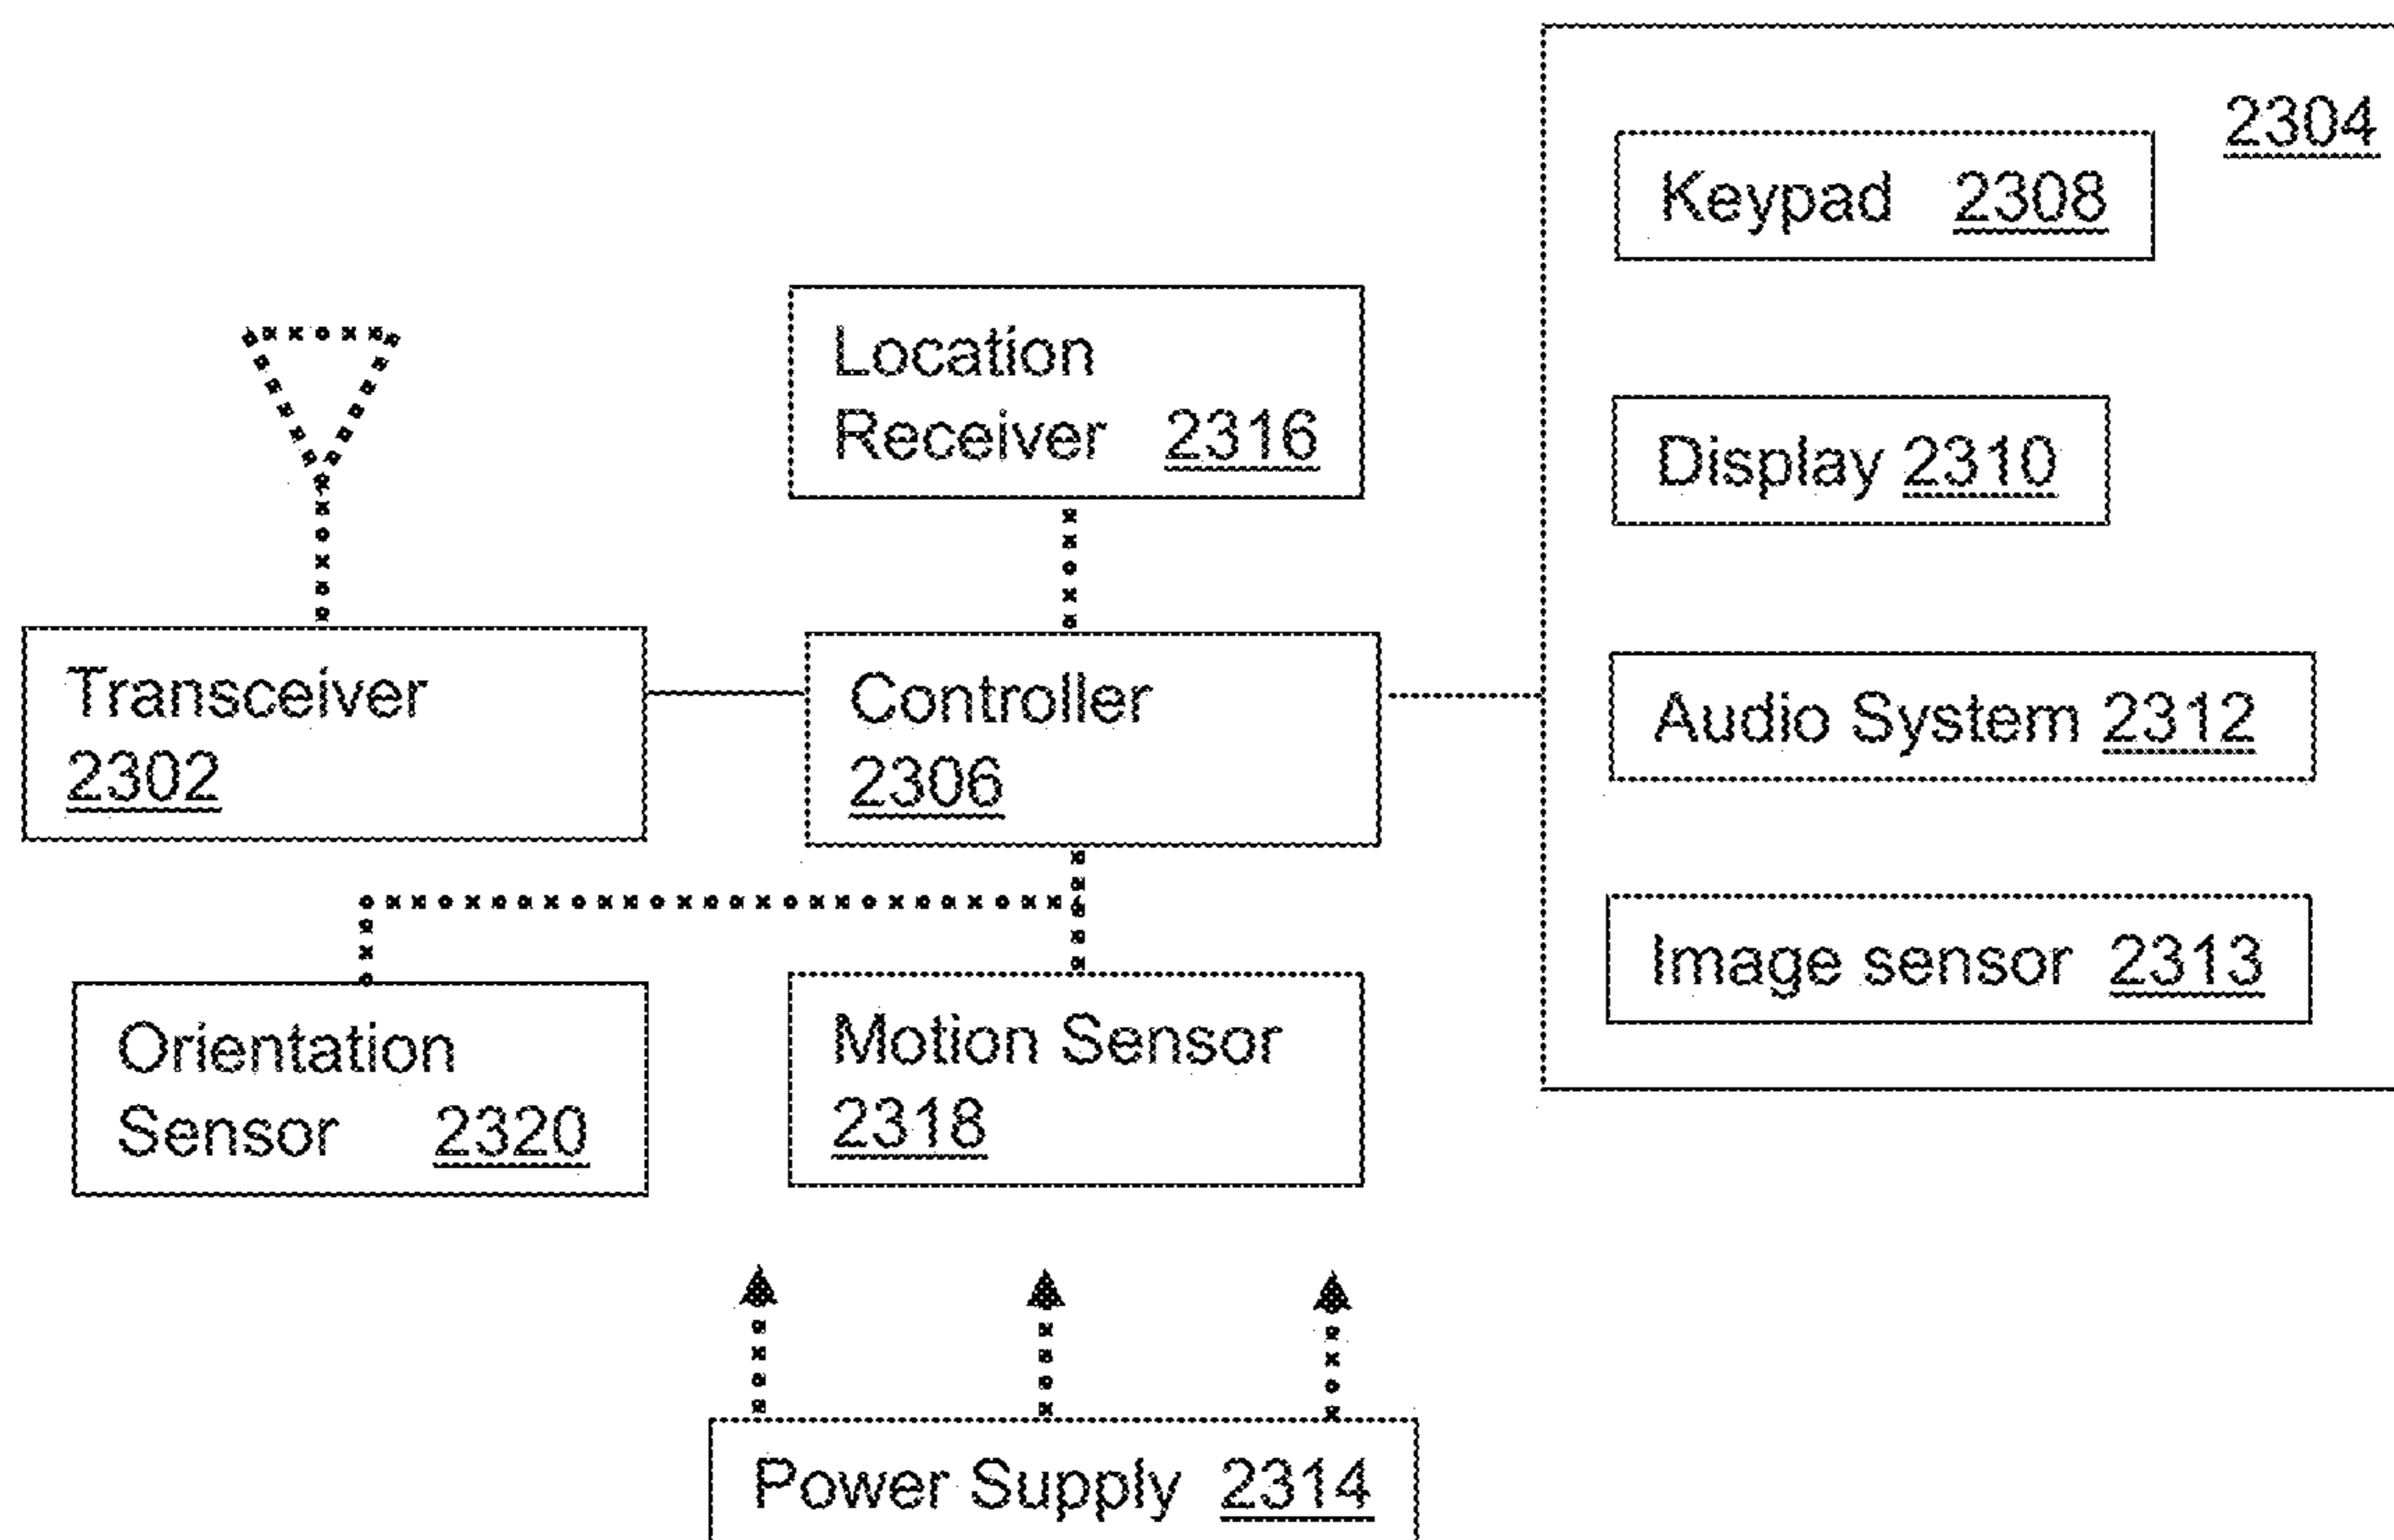 2304
Keypad 2308
Location
Receiver 2316
Display 2310
Transceiver
2302
Controller
2306
Audio System 2312
Image sensor 2313
Orientation
Sensor 2320
Motion Sensor
2318
Power Supply 2314